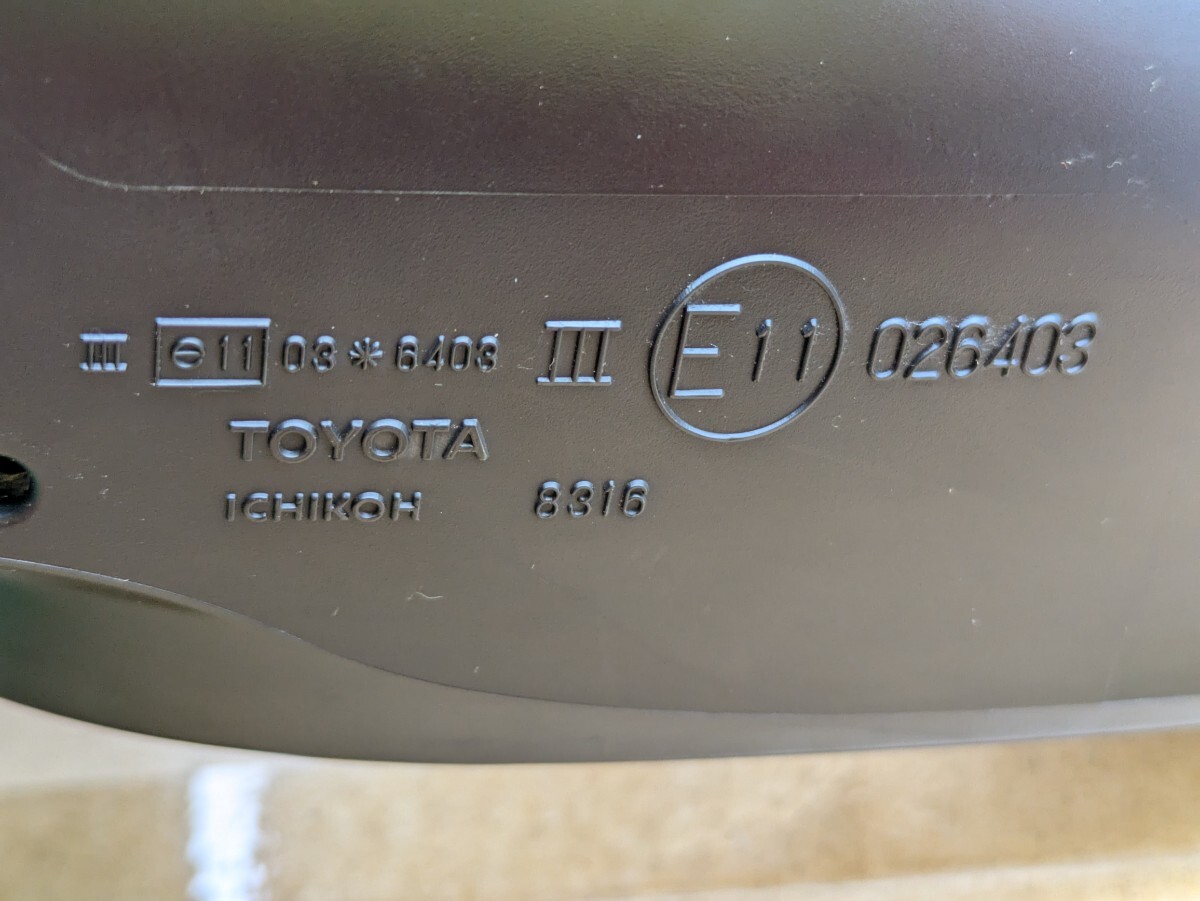 III e11 03*6403 III E11 026403
TOYOTA
ICHIKOH 8316